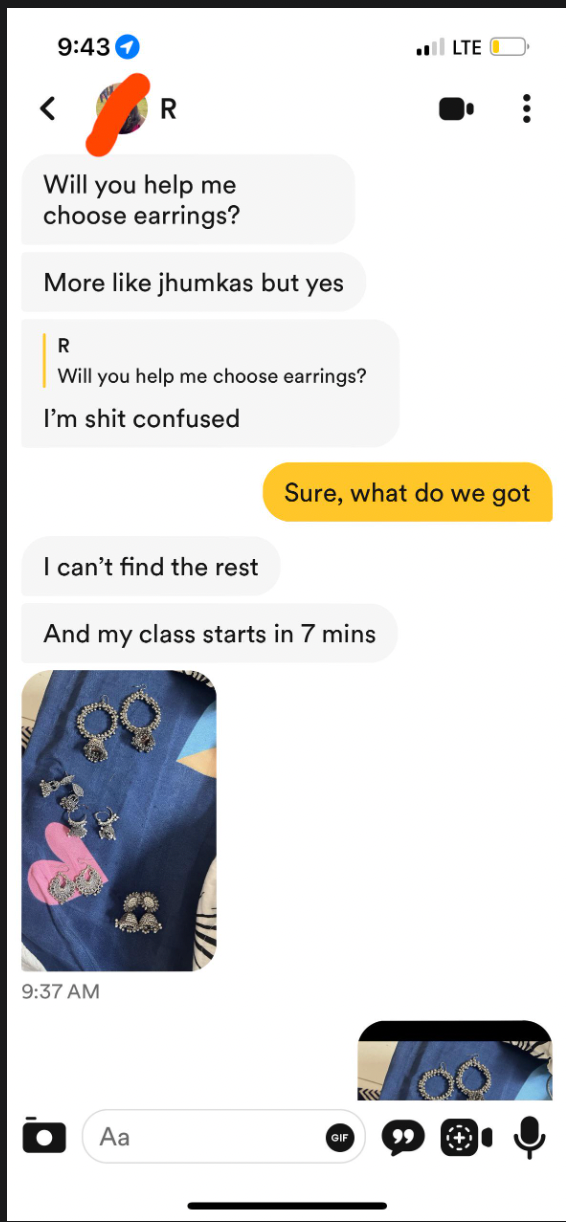 9:43
LTE
R
Will you help me
choose earrings?
More like jhumkas but yes
R
Will you help me choose earrings?
I’m shit confused
Sure, what do we got
I can’t find the rest
And my class starts in 7 mins
9:37 AM
Aa
GIF